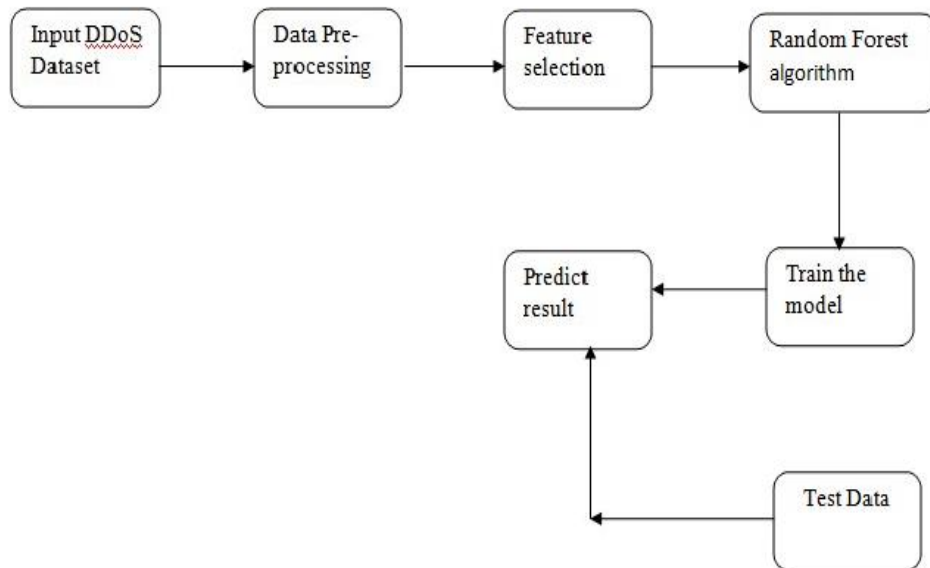 Input DDoS
Dataset
Data Pre-
processing
Feature
selection
Random Forest
algorithm
Train the
model
Predict
result
Test Data